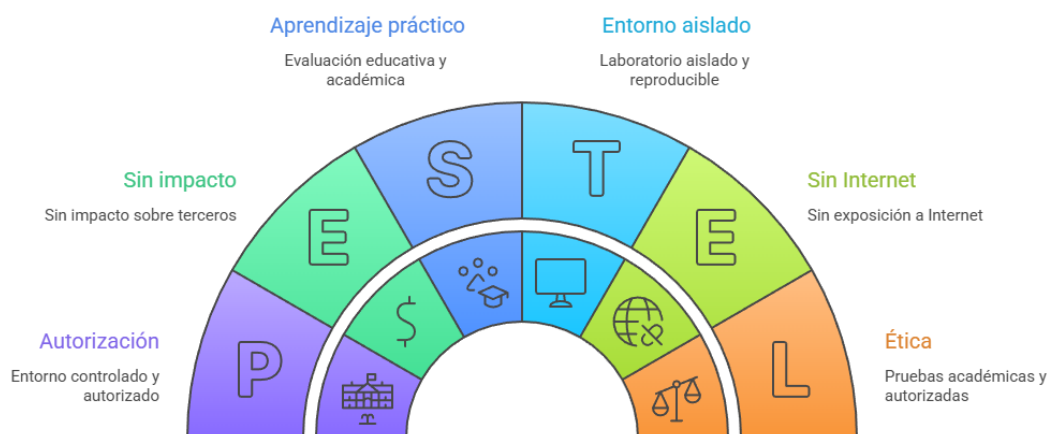 Aprendizaje práctico
Evaluación educativa y
académica
Entorno aislado
Laboratorio aislado y
reproducible
Sin impacto
Sin impacto sobre terceros
Sin Internet
Sin exposición a Internet
Autorización
Entorno controlado y
autorizado
Ética
Pruebas académicas y
autorizadas
P
E
S
T
E
L
$